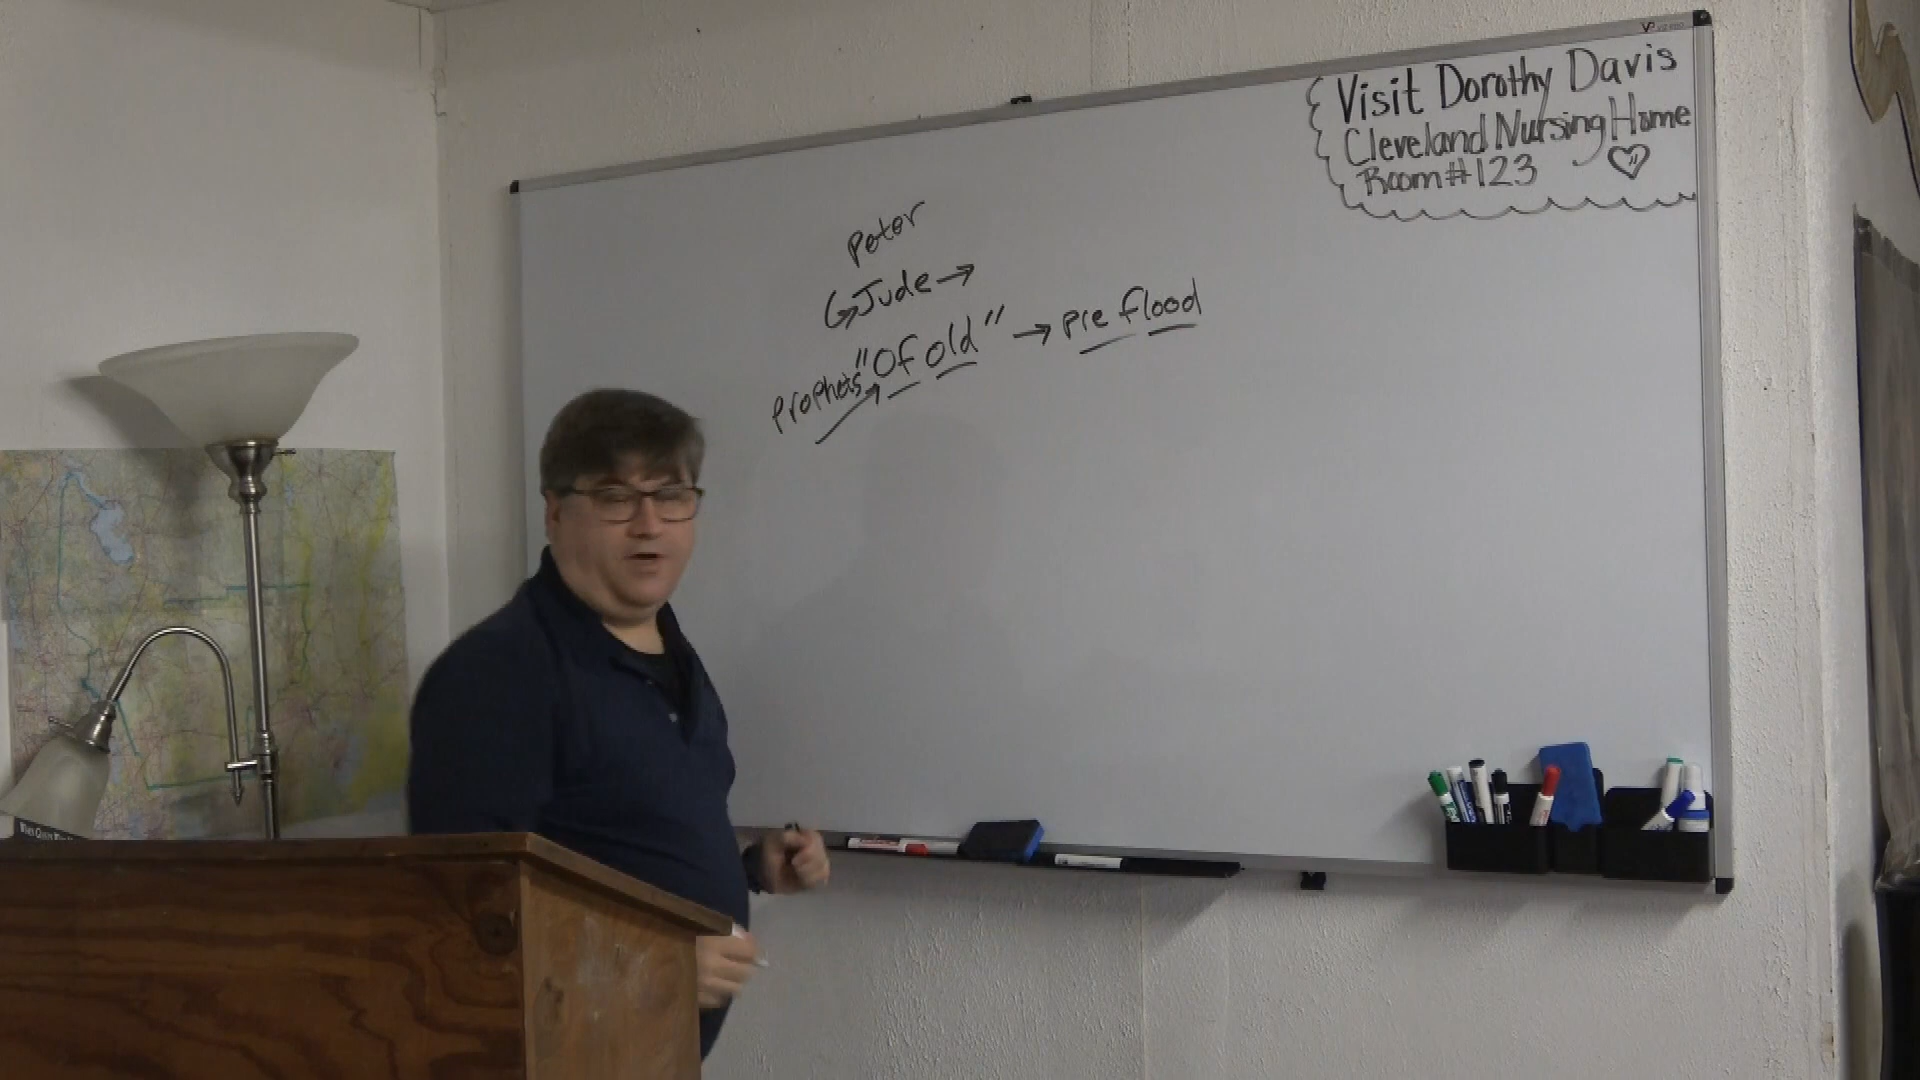 Visit Dorothy Davis
Cleveland Nursing Home
Room #123
Peter
↳Jude→
Prophets "Of old" → pre flood